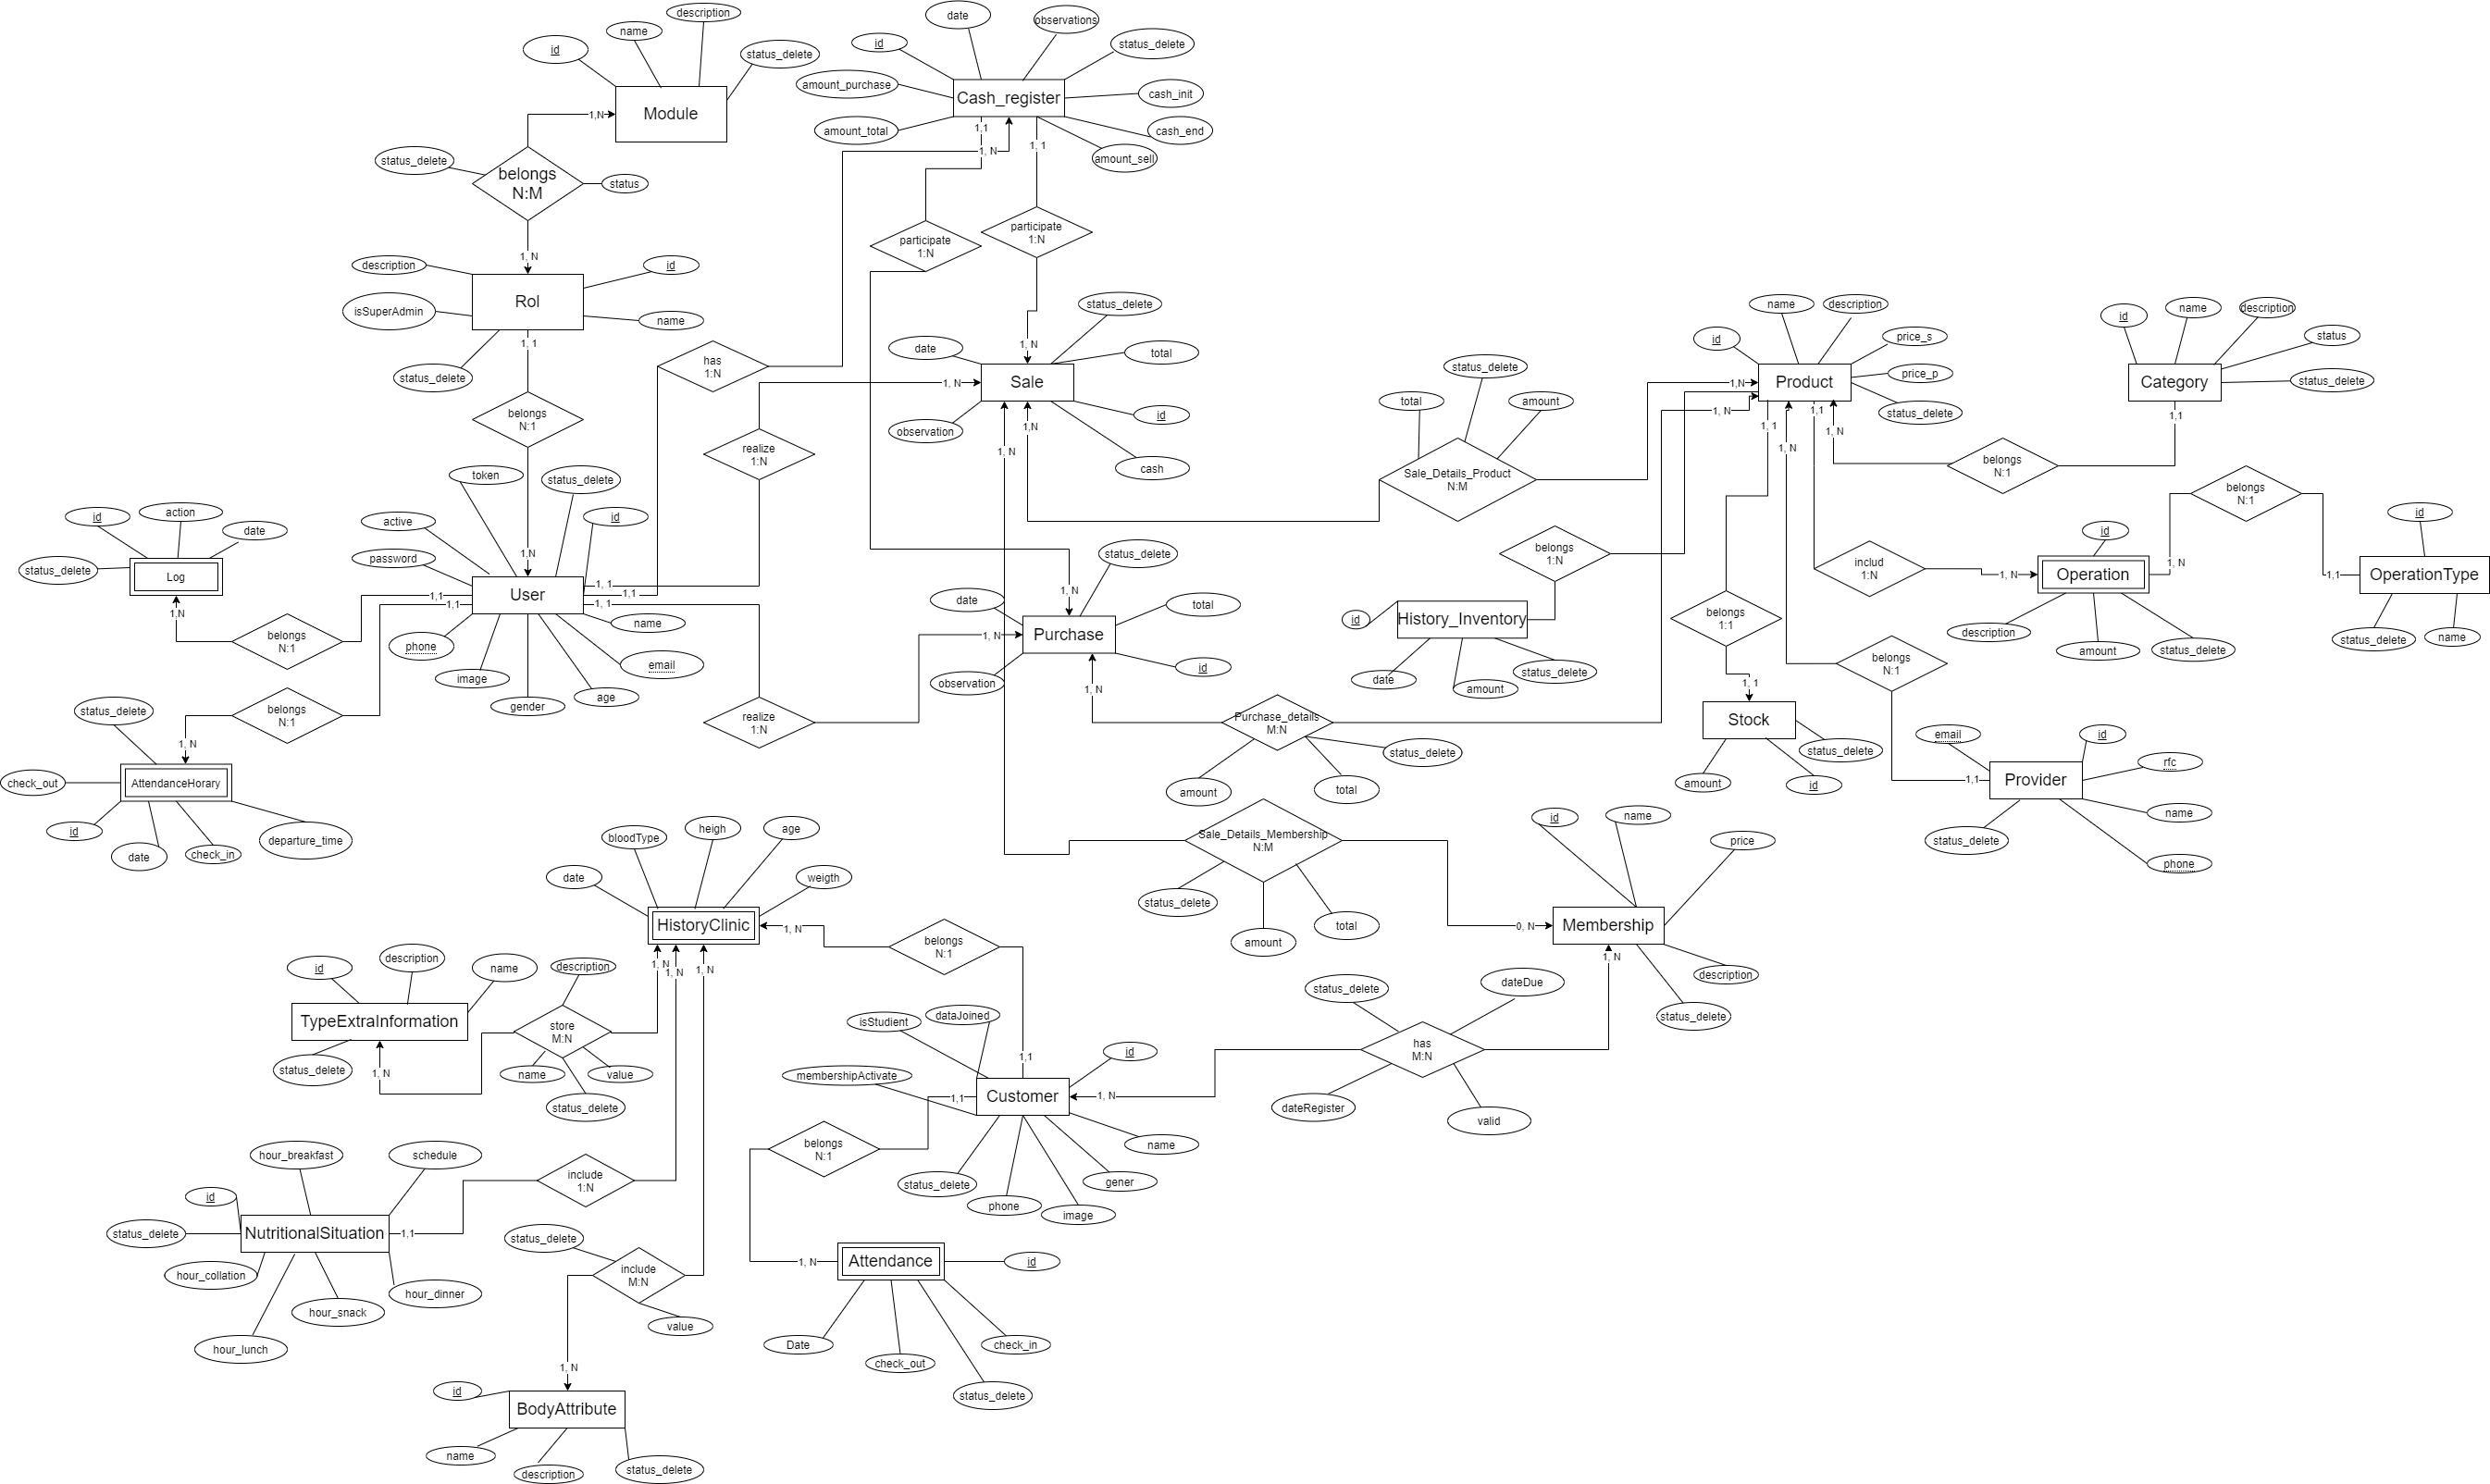 description
name
id
status_delete
Module
1,N
belongs
N:M
status_delete
status
1, N
description
id
isSuperAdmin
Rol
name
status_delete
1, 1
belongs
N:1
1,N
date
observations
id
status_delete
amount_purchase
Cash_register
cash_init
amount_total
cash_end
amount_sell
1,1
1, N
1, 1
participate
1:N
participate
1:N
has
1:N
1, N
status_delete
date
total
Sale
1, N
id
observation
cash
1, N
1,N
realize
1:N
token
status_delete
active
id
password
User
1, 1
1,1
1, 1
1,1
1,1
name
phone
email
image
age
gender
id
action
date
status_delete
Log
1,N
belongs
N:1
belongs
N:1
status_delete
1, N
check_out
AttendanceHorary
id
date
check_in
departure_time
realize
1:N
1, N
1, N
status_delete
date
total
Purchase
observation
id
1, N
Purchase_details
M:N
status_delete
amount
total
status_delete
total
amount
Sale_Details_Product
N:M
1,N
1, N
name
description
id
price_s
Product
price_p
status_delete
1, 1
1,1
1, N
1,N
id
name
description
status
Category
status_delete
1,1
belongs
N:1
belongs
N:1
id
id
Operation
1, N
1,1
OperationType
description
amount
status_delete
status_delete
name
includ
1:N
1, N
belongs
1:N
id
History_Inventory
date
amount
status_delete
belongs
1:1
1, 1
Stock
status_delete
amount
id
belongs
N:1
1,1
email
id
rfc
Provider
name
status_delete
phone
Sale_Details_Membership
N:M
status_delete
amount
total
0, N
id
name
price
Membership
description
status_delete
1, N
status_delete
dateDue
has
M:N
dateRegister
valid
1, N
bloodType
heigh
age
date
weigth
HistoryClinic
1, N
1, N
1,N
1, N
belongs
N:1
1,1
id
description
name
TypeExtraInformation
status_delete
1, N
description
store
M:N
name
value
status_delete
isStudient
dataJoined
id
membershipActivate
Customer
1,1
name
status_delete
gener
phone
image
belongs
N:1
1, N
Attendance
id
Date
check_in
check_out
status_delete
hour_breakfast
schedule
id
status_delete
NutritionalSituation
1,1
hour_collation
hour_dinner
hour_snack
hour_lunch
include
1:N
status_delete
include
M:N
value
1, N
id
BodyAttribute
name
description
status_delete